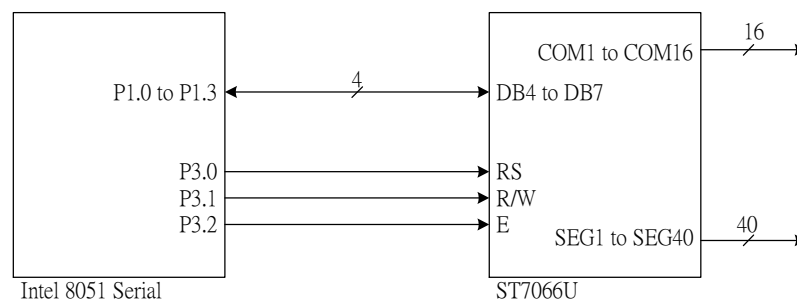 COM1 to COM16
16
P1.0 to P1.3
4
DB4 to DB7
P3.0
RS
P3.1
R/W
P3.2
E
SEG1 to SEG40
40
Intel 8051 Serial
ST7066U